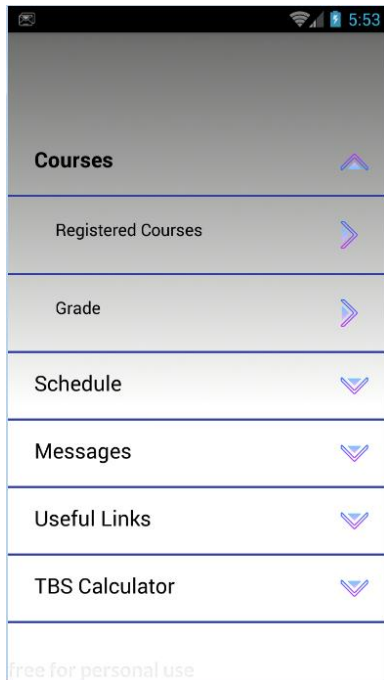 5:53
Courses
Registered Courses
Grade
Schedule
Messages
Useful Links
TBS Calculator
free for personal use